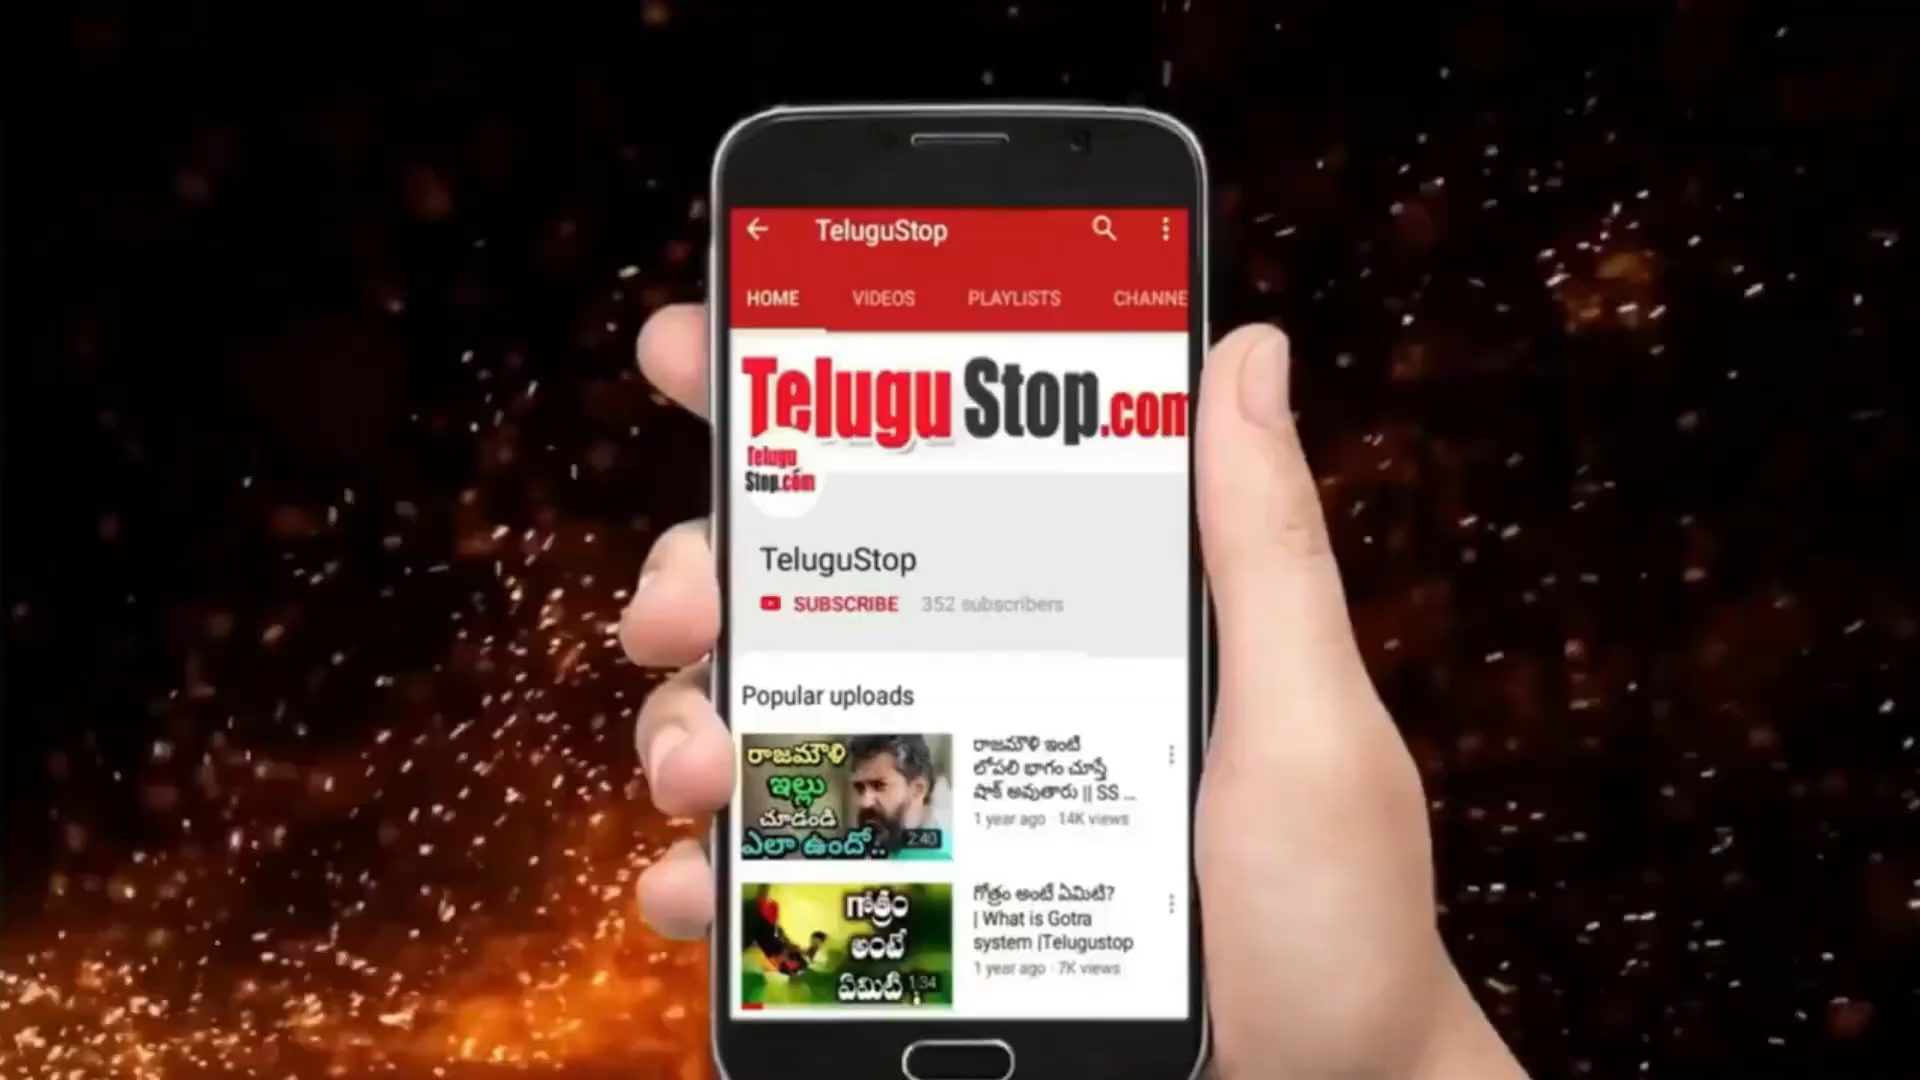 TeluguStop
HOME VIDEOS PLAYLISTS CHANNE
Telugu Stop.com
Telugu
Stop.com
TeluguStop
SUBSCRIBE 352 subscribers
Popular uploads
రాజమౌళి
ఇల్లు
చూడండి
ఎలా ఉందో..
2:40
రాజమౌళి ఇంటి
లోపలి భాగం చూస్తే
షాక్ అవుతారు || SS ...
1 year ago · 14K views
గోత్రం
అంటే
ఏమిటి ?
1:34
గోత్రం అంటే ఏమిటి?
| What is Gotra
system |Telugustop
1 year ago · 7K views